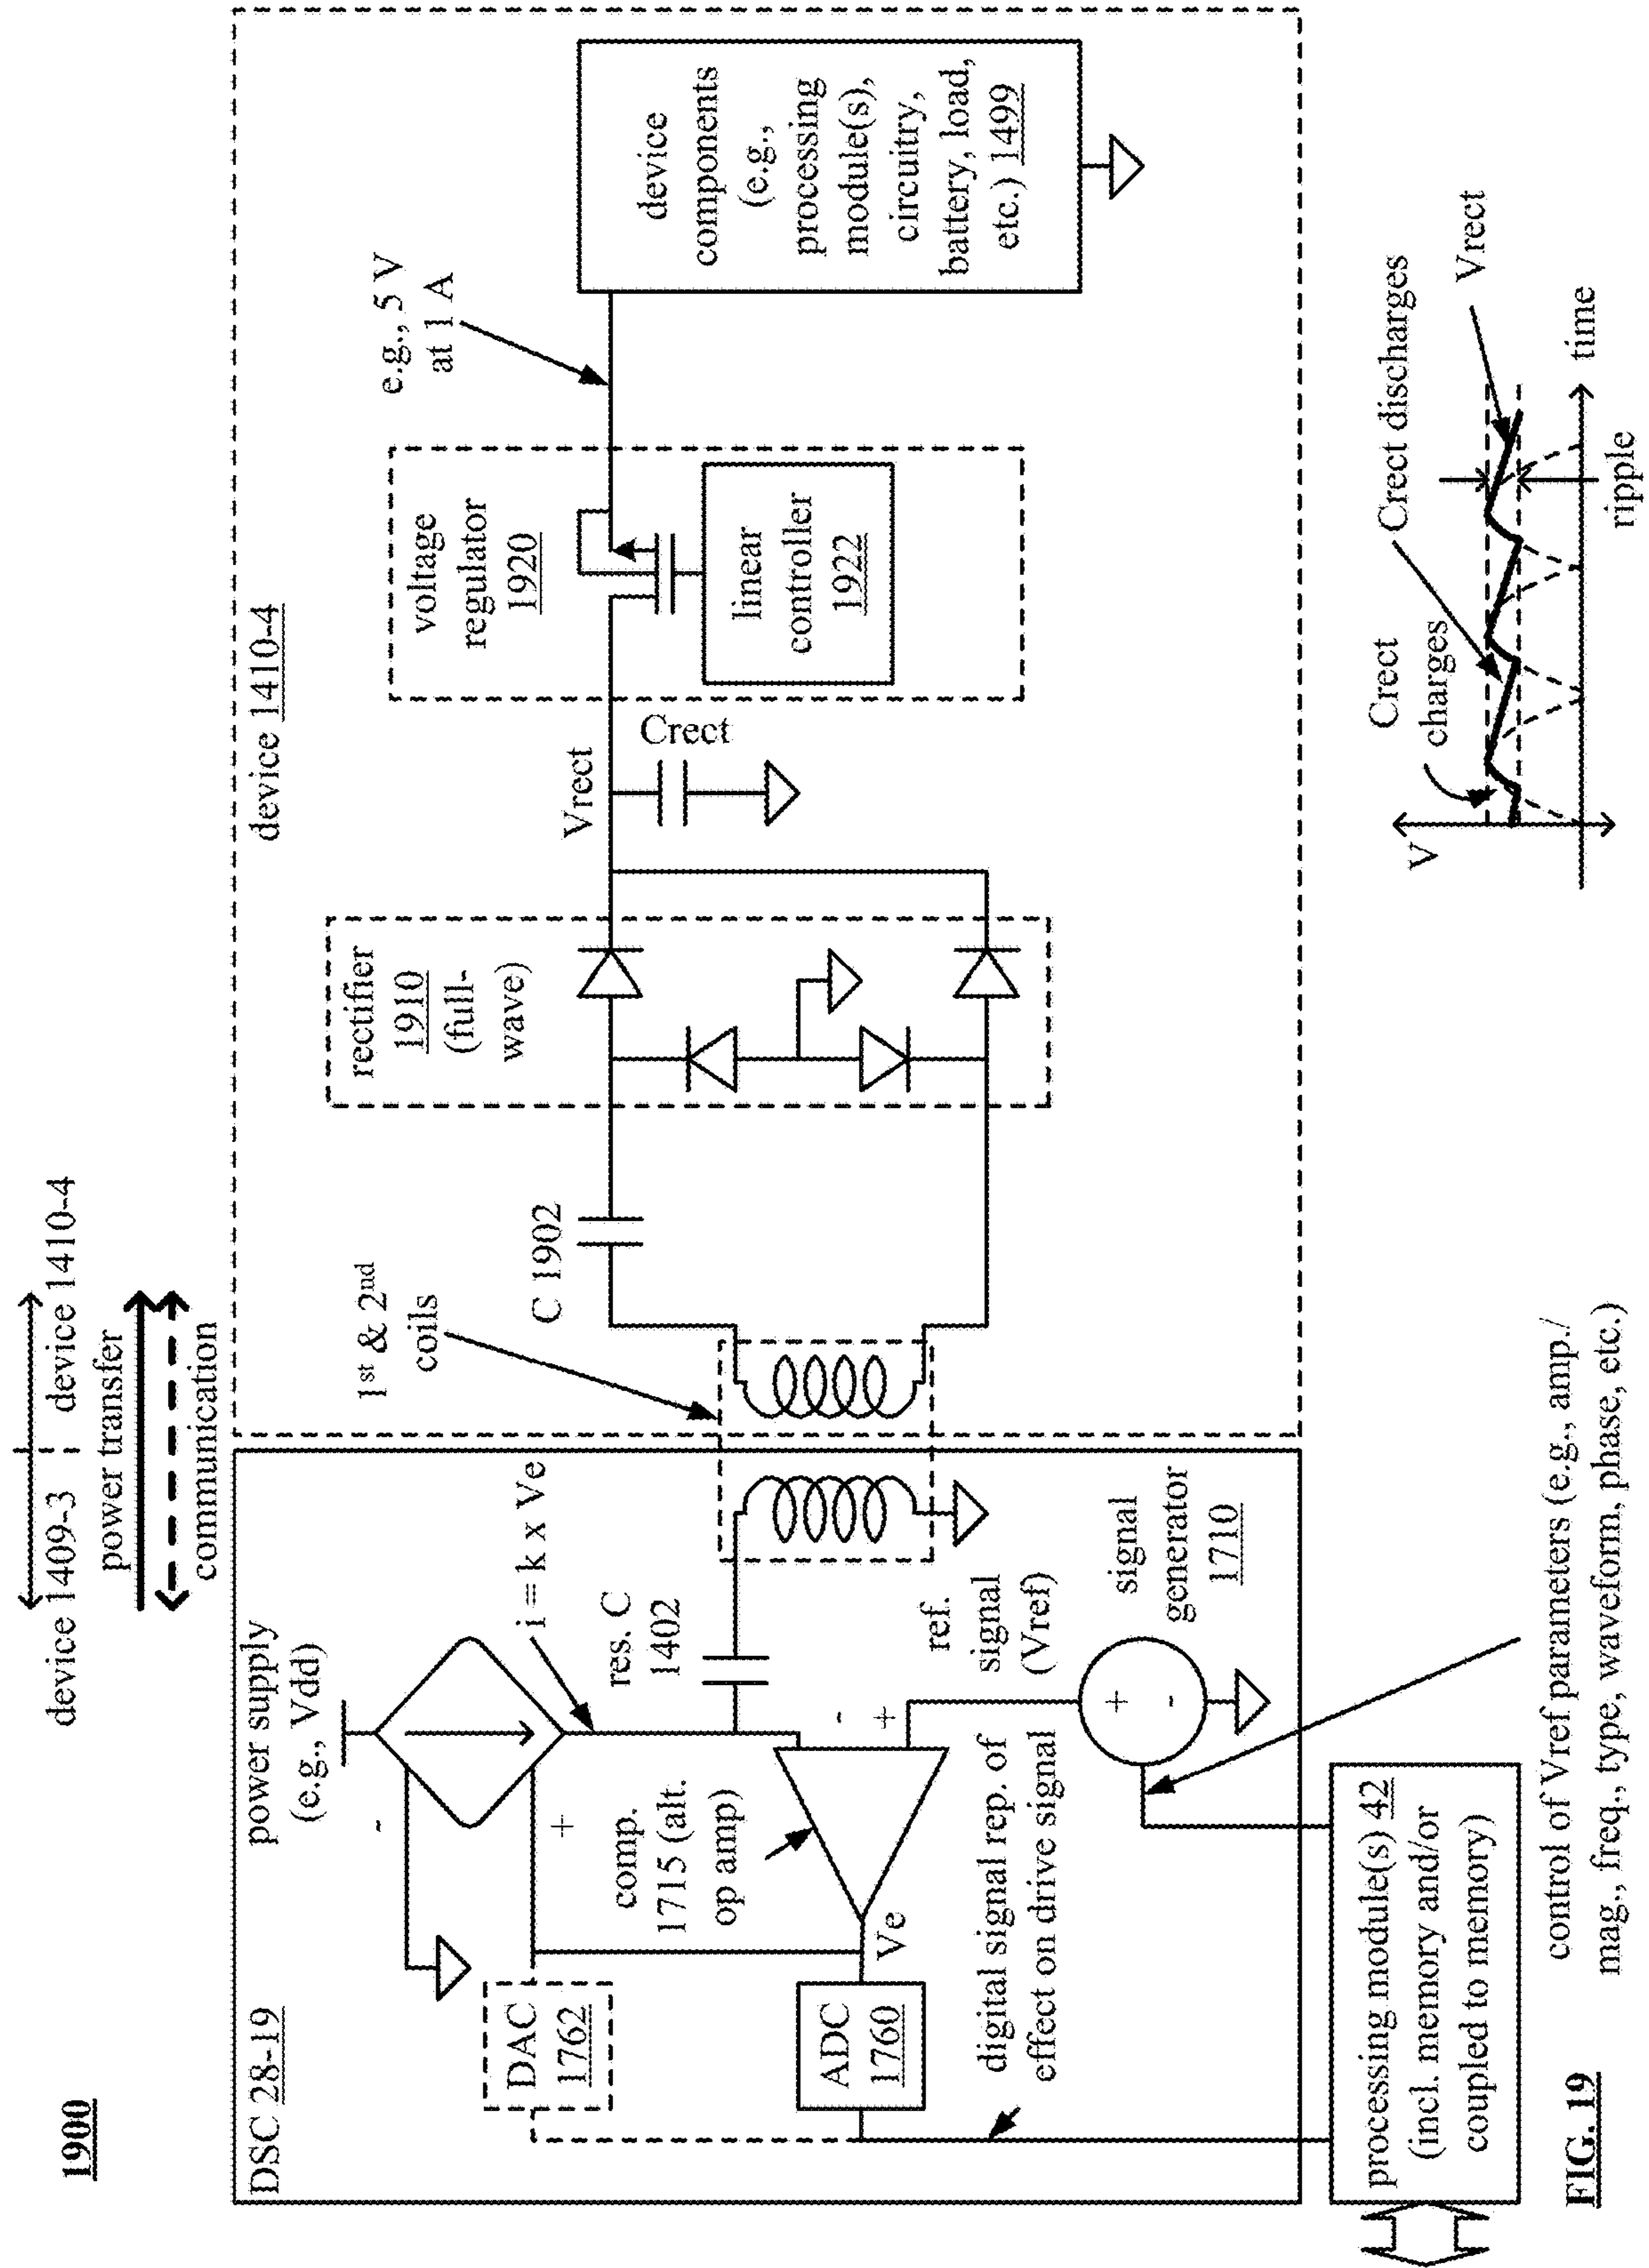 1900
device 1409-3
device 1410-4
power transfer
communication
DSC 28-19
power supply
(e.g., Vdd)
-
+
i = k x Ve
DAC
1762
comp.
1715 (alt.
op amp)
res. C
1402
-
+
Ve
ADC
1760
ref.
signal
(Vref)
signal
generator
1710
+
-
digital signal rep. of
effect on drive signal
processing module(s) 42
(incl. memory and/or
coupled to memory)
control of Vref parameters (e.g., amp./
mag., freq., type, waveform, phase, etc.)
1st & 2nd
coils
device 1410-4
C 1902
rectifier
1910
(full-
wave)
Vrect
Crect
voltage
regulator
1920
linear
controller
1922
e.g., 5 V
at 1 A
device
components
(e.g.,
processing
module(s),
circuitry,
battery, load,
etc.) 1499
V
Crect
charges
Crect discharges
Vrect
time
ripple
FIG. 19